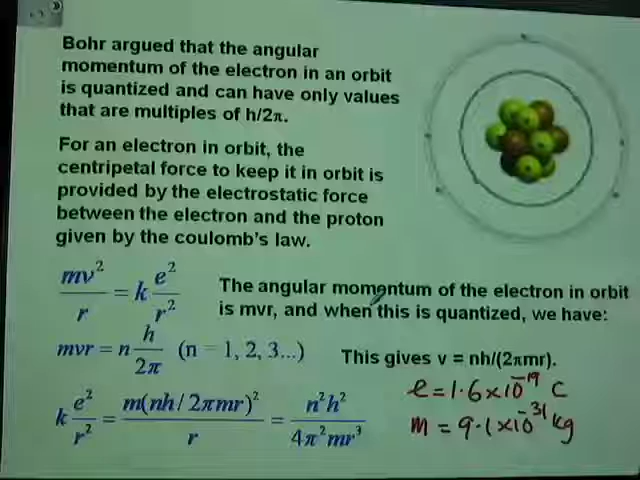 Bohr argued that the angular
momentum of the electron in an orbit
is quantized and can have only values
that are multiples of h/2π.
For an electron in orbit, the
centripetal force to keep it in orbit is
provided by the electrostatic force
between the electron and the proton
given by the coulomb's law.
mv²/r = k e²/r²
The angular momentum of the electron in orbit
is mvr, and when this is quantized, we have:
mvr = n h/2π (n = 1, 2, 3...)
This gives v = nh/(2πmr).
k e²/r² = m(nh/2πmr)²/r = n²h²/4π²mr³
e = 1.6×10⁻¹⁹ C
m = 9.1×10⁻³¹ kg